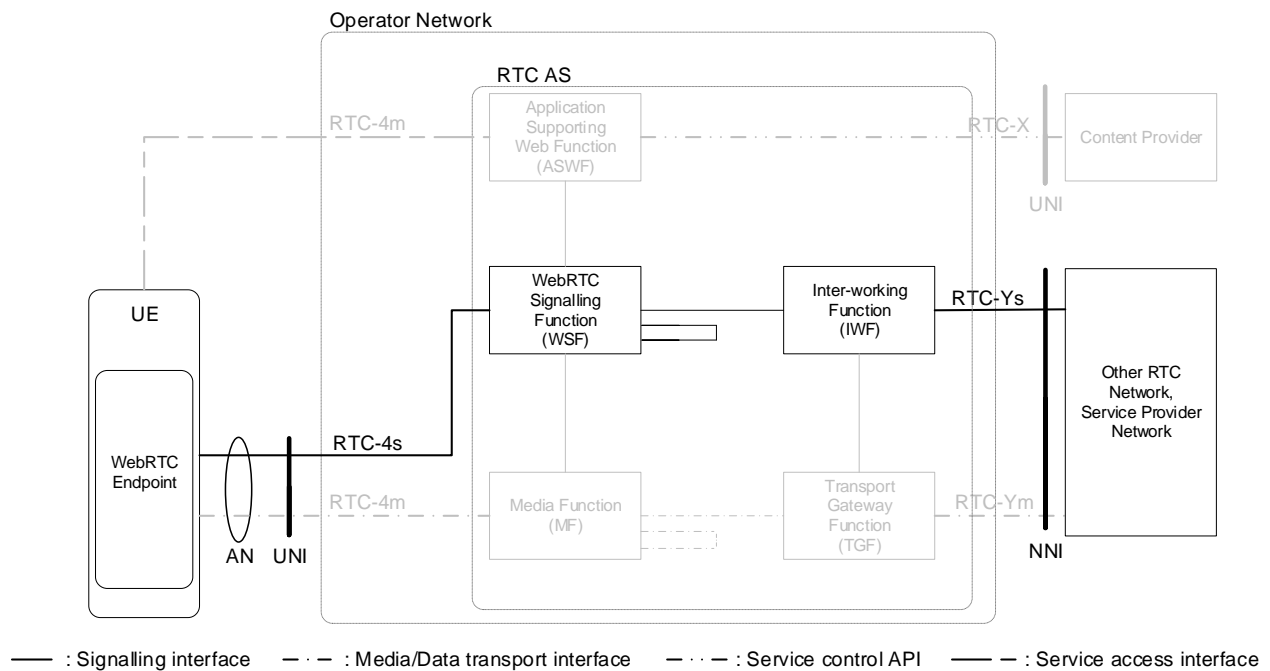 Operator Network
RTC AS
Application
Supporting
Web Function
(ASWF)
RTC-4m
RTC-X
Content Provider
UNI
UE
WebRTC
Signalling
Function
(WSF)
Inter-working
Function
(IWF)
RTC-Ys
Other RTC
Network,
Service Provider
Network
WebRTC
Endpoint
RTC-4s
RTC-4m
Media Function
(MF)
Transport
Gateway
Function
(TGF)
RTC-Ym
AN
UNI
NNI
: Signalling interface
: Media/Data transport interface
: Service control API
: Service access interface